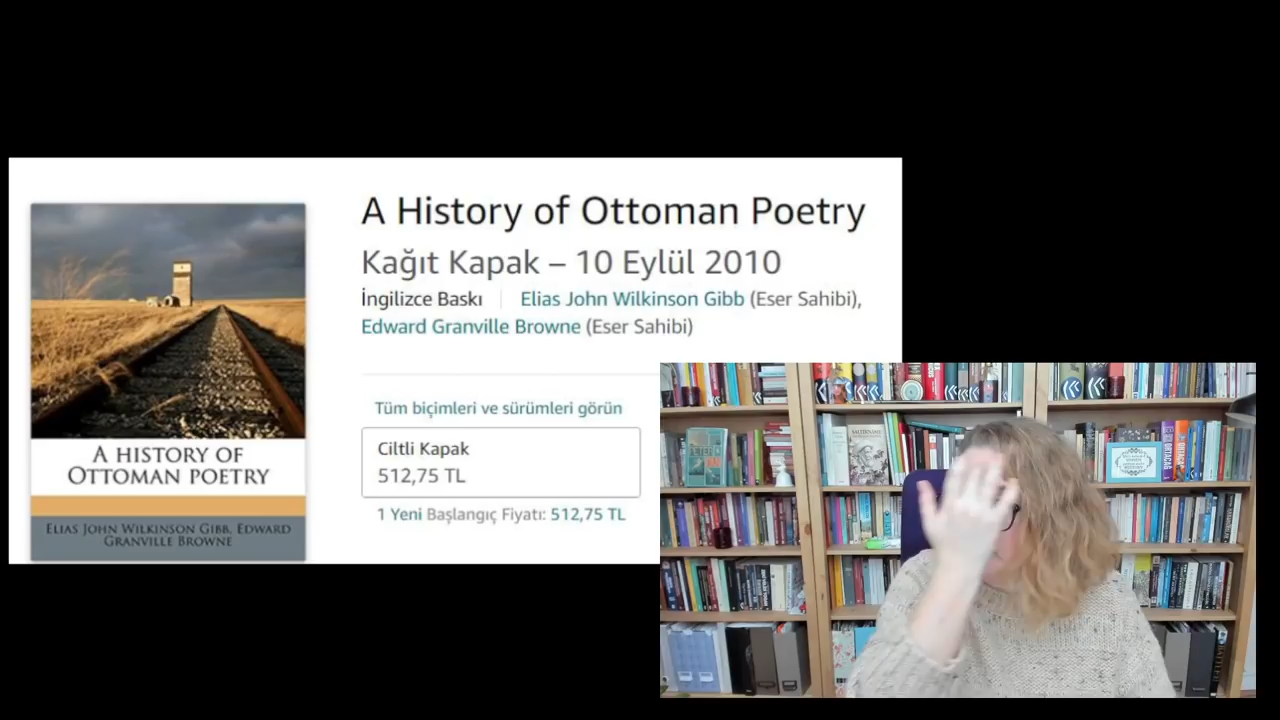 A History of Ottoman Poetry
Kağıt Kapak – 10 Eylül 2010
İngilizce Baskı | Elias John Wilkinson Gibb (Eser Sahibi),
Edward Granville Browne (Eser Sahibi)
Tüm biçimleri ve sürümleri görün
Ciltli Kapak
512,75 TL
1 Yeni Başlangıç Fiyatı: 512,75 TL
A HISTORY OF
OTTOMAN POETRY
ELIAS JOHN WILKINSON GIBB, EDWARD
GRANVILLE BROWNE
ORTAÇAĞ
ORTAÇAĞ